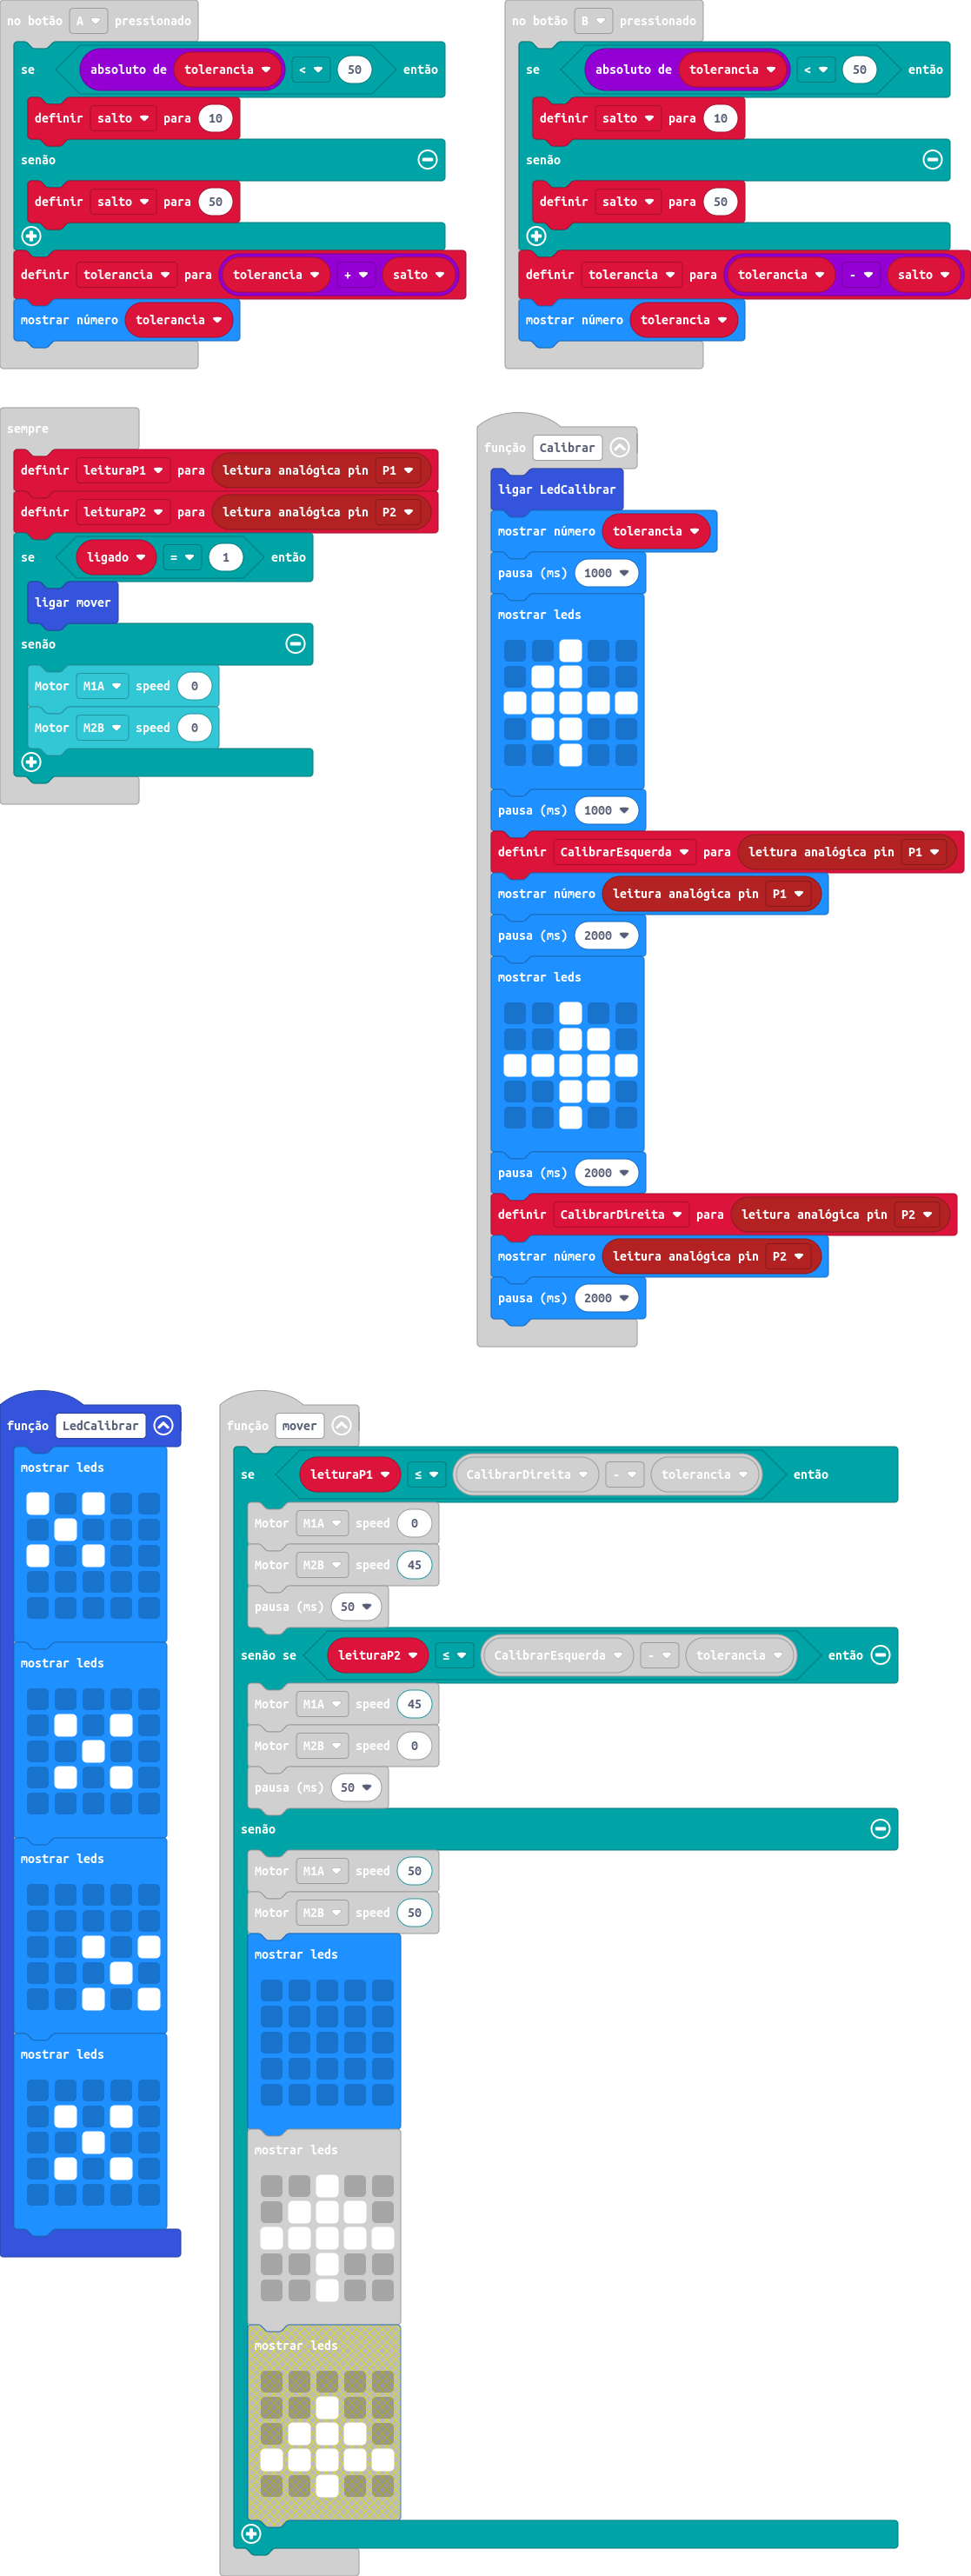 no botão A pressionado
se absoluto de tolerancia < 50 então
definir salto para 10
senão
definir salto para 50
definir tolerancia para tolerancia + salto
mostrar número tolerancia
no botão B pressionado
se absoluto de tolerancia < 50 então
definir salto para 10
senão
definir salto para 50
definir tolerancia para tolerancia - salto
mostrar número tolerancia
sempre
definir leituraP1 para leitura analógica pin P1
definir leituraP2 para leitura analógica pin P2
se ligado = 1 então
ligar mover
senão
Motor M1A speed 0
Motor M2B speed 0
função Calibrar
ligar LedCalibrar
mostrar número tolerancia
pausa (ms) 1000
mostrar leds
pausa (ms) 1000
definir CalibrarEsquerda para leitura analógica pin P1
mostrar número leitura analógica pin P1
pausa (ms) 2000
mostrar leds
pausa (ms) 2000
definir CalibrarDireita para leitura analógica pin P2
mostrar número leitura analógica pin P2
pausa (ms) 2000
função LedCalibrar
mostrar leds
mostrar leds
mostrar leds
mostrar leds
função mover
se leituraP1 ≤ CalibrarDireita - tolerancia então
Motor M1A speed 0
Motor M2B speed 45
pausa (ms) 50
senão se leituraP2 ≤ CalibrarEsquerda - tolerancia então
Motor M1A speed 45
Motor M2B speed 0
pausa (ms) 50
senão
Motor M1A speed 50
Motor M2B speed 50
mostrar leds
mostrar leds
mostrar leds